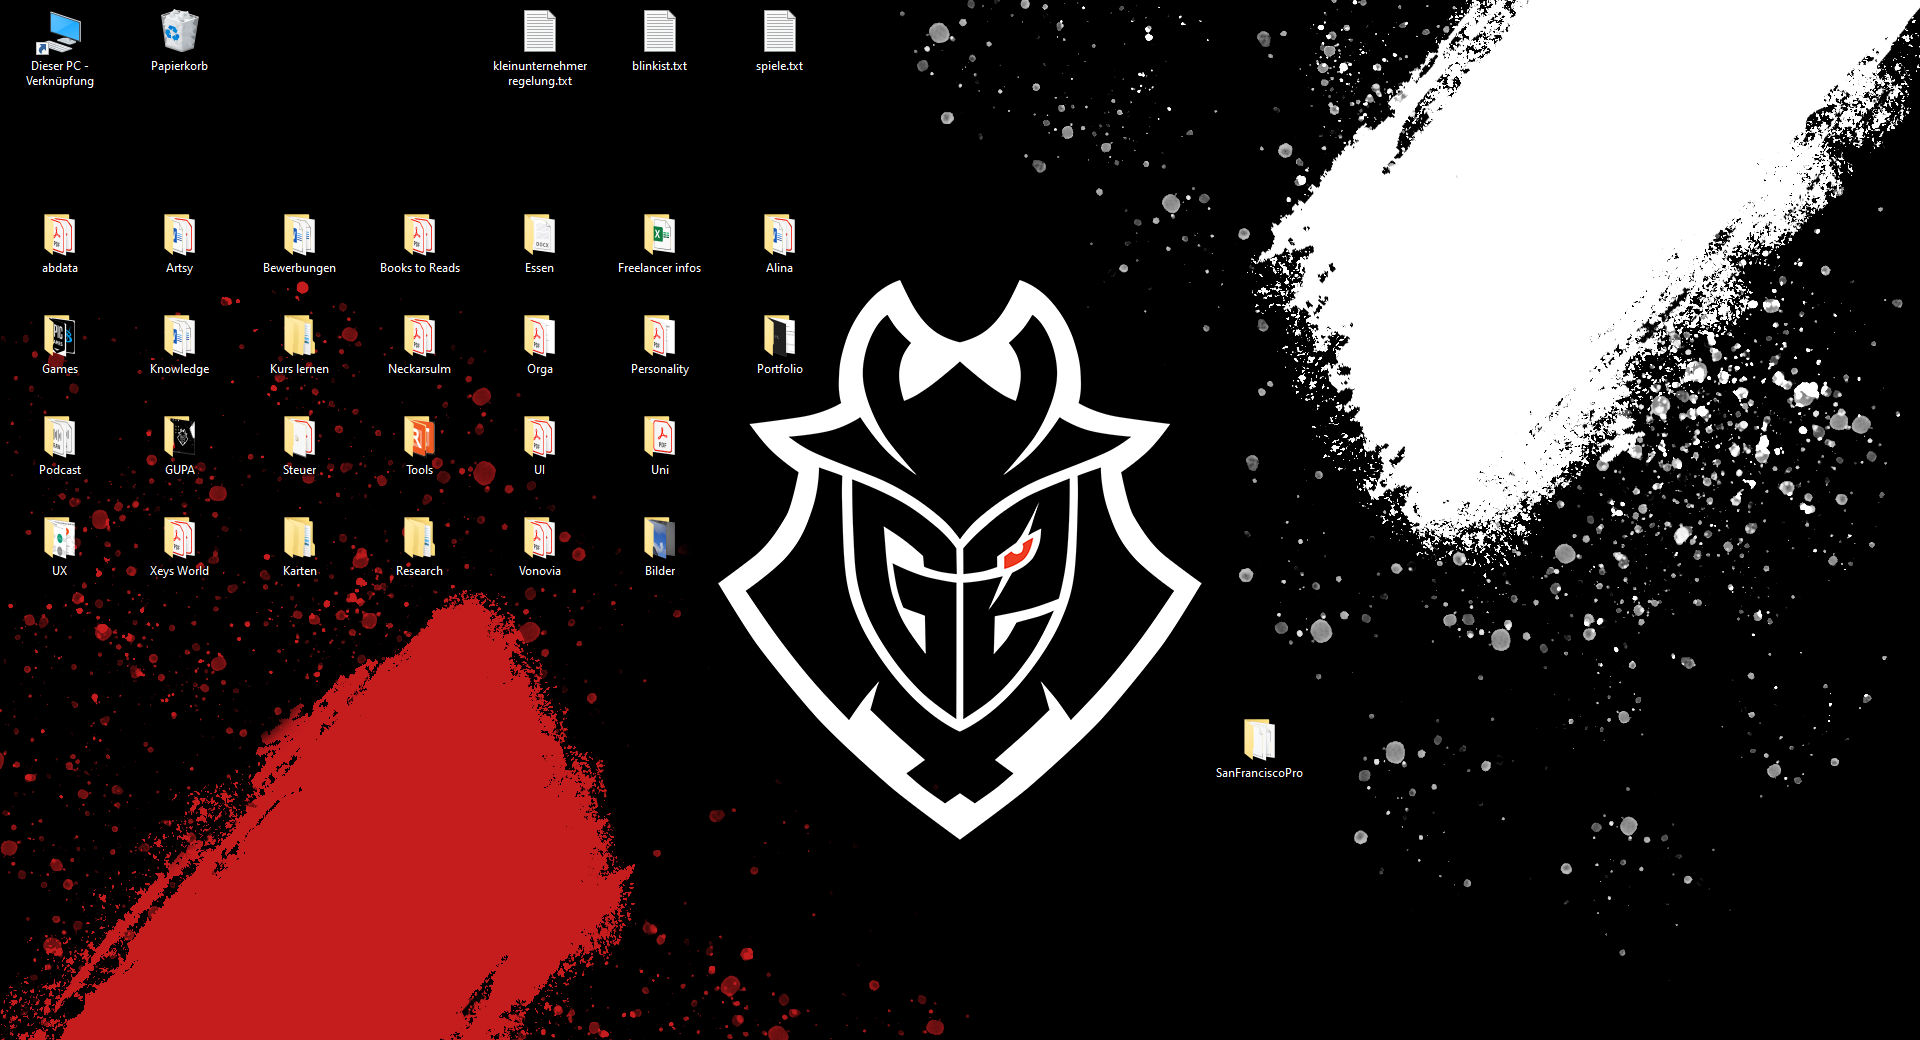 Dieser PC -
Verknüpfung
Papierkorb
kleinunternehmer
regelung.txt
blinkist.txt
spiele.txt
abdata
Artsy
Bewerbungen
Books to Reads
Essen
Freelancer infos
Alina
Games
Knowledge
Kurs lernen
Neckarsulm
Orga
Personality
Portfolio
Podcast
GUPA
Steuer
Tools
UI
Uni
UX
Xeys World
Karten
Research
Vonovia
Bilder
SanFranciscoPro